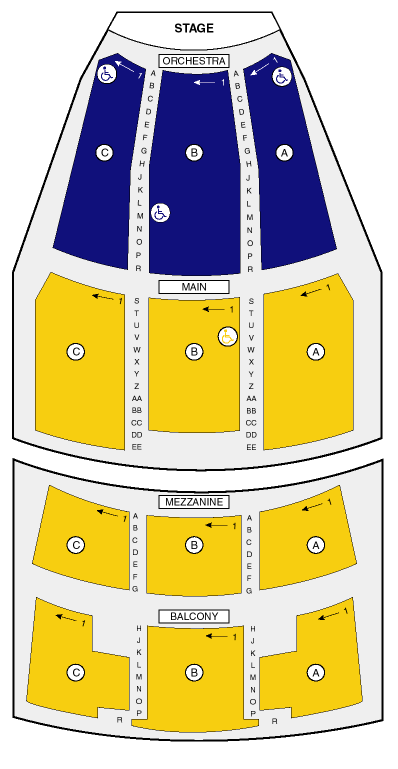 STAGE
ORCHESTRA
1
1 A A
1
B B
C C
D D
E E
F F
C G B G A
H H
J J
K K
L L
M M
N N
O O
P P
R R
MAIN
1
1 S S
1
T T
U U
V V
C W B W A
X X
Y Y
Z Z
AA AA
BB BB
CC CC
DD DD
EE EE
MEZZANINE
1
1 A A
1
B B
C C
C D B D A
E E
F F
G G
BALCONY
1
1
H H
1
J J
K K
L L
C B A
M M
N N
O O
P P
R R